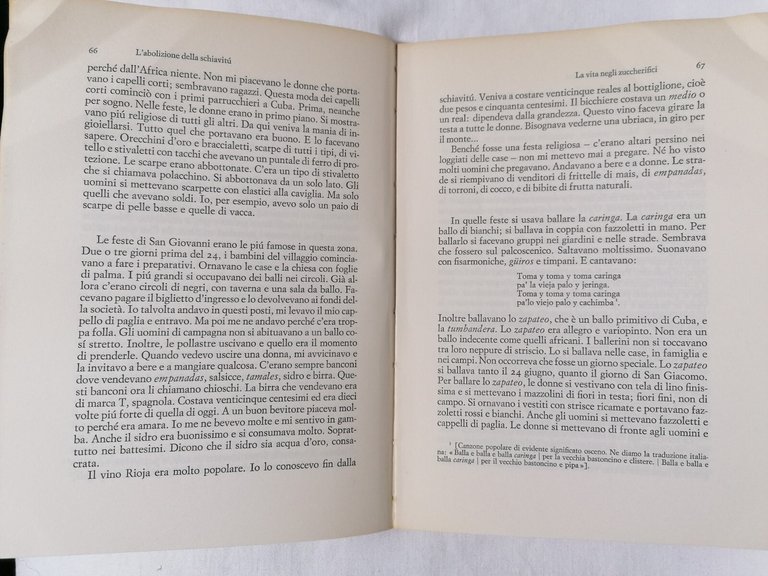 66 L'abolizione della schiavitú
perché dall'Africa niente. Non mi piacevano le donne che porta-
vano i capelli corti; sembravano ragazzi. Questa moda dei capelli
corti cominciò con i primi parrucchieri a Cuba. Prima, neanche
per sogno. Nelle feste, le donne erano in primo piano. Si mostra-
vano piú religiose di tutti gli altri. Da qui veniva la mania di in-
gioiellarsi. Tutto quel che portavano era buono. E lo facevano
sapere. Orecchini d'oro e braccialetti, scarpe di tutti i tipi, di vi-
tello e stivaletti con tacchi che avevano un puntale di ferro di pro-
tezione. Le scarpe erano abbottonate. C'era un tipo di stivaletto
che si chiamava polacchino. Si abbottonava da un solo lato. Gli
uomini si mettevano scarpette con elastici alla caviglia. Ma solo
quelli che avevano soldi. Io, per esempio, avevo solo un paio di
scarpe di pelle basse e quelle di vacca.
Le feste di San Giovanni erano le piú famose in questa zona.
Due o tre giorni prima del 24, i bambini del villaggio comincia-
vano a fare i preparativi. Ornavano le case e la chiesa con foglie
di palma. I piú grandi si occupavano dei balli nei circoli. Già al-
lora c'erano circoli di negri, con taverna e una sala da ballo. Fa-
cevano pagare il biglietto d'ingresso e lo devolvevano ai fondi del-
la società. Io talvolta andavo in questi posti, mi levavo il mio cap-
pello di paglia e entravo. Ma poi me ne andavo perché c'era trop-
pa folla. Gli uomini di campagna non si abituavano a un ballo co-
sí stretto. Inoltre, le pollastre uscivano e quello era il momento
di prenderle. Quando vedevo uscire una donna, mi avvicinavo e
la invitavo a bere e a mangiare qualcosa. C'erano sempre banconi
dove vendevano empanadas, salsicce, tamales, sidro e birra. Que-
sti banconi ora li chiamano chioschi. La birra che vendevano era
di marca T, spagnola. Costava venticinque centesimi ed era dieci
volte piú forte di quella di oggi. A un buon bevitore piaceva mol-
to perché era amara. Io me ne bevevo molte e mi sentivo in gam-
ba. Anche il sidro era buonissimo e si consumava molto. Soprat-
tutto nei battesimi. Dicono che il sidro sia acqua d'oro, consa-
crata.
Il vino Rioja era molto popolare. Io lo conoscevo fin dalla
La vita negli zuccherifici 67
schiavitú. Veniva a costare venticinque reales al bottiglione, cioè
due pesos e cinquanta centesimi. Il bicchiere costava un medio o
un real: dipendeva dalla grandezza. Questo vino faceva girare la
testa a tutte le donne. Bisognava vederne una ubriaca, in giro per
il monte...
Benché fosse una festa religiosa – c'erano altari persino nei
loggiati delle case – non mi mettevo mai a pregare. Né ho visto
molti uomini che pregavano. Andavano a bere e a donne. Le stra-
de si riempivano di venditori di frittelle di mais, di empanadas,
di torroni, di cocco, e di bibite di frutta naturali.
In quelle feste si usava ballare la caringa. La caringa era un
ballo di bianchi; si ballava in coppia con fazzoletti in mano. Per
ballarlo si facevano gruppi nei giardini e nelle strade. Sembrava
che fossero sul palcoscenico. Saltavano moltissimo. Suonavano
con fisarmoniche, güiros e timpani. E cantavano:
Toma y toma y toma caringa
pa' la vieja palo y jeringa.
Toma y toma y toma caringa
pa'lo viejo palo y cachimba¹.
Inoltre ballavano lo zapateo, che è un ballo primitivo di Cuba, e
la tumbandera. Lo zapateo era allegro e variopinto. Non era un
ballo indecente come quelli africani. I ballerini non si toccavano
tra loro neppure di striscio. Lo si ballava nelle case, in famiglia e
nei campi. Non occorreva che fosse un giorno speciale. Lo zapateo
si ballava tanto il 24 giugno, quanto il giorno di San Giacomo.
Per ballare lo zapateo, le donne si vestivano con tela di lino finis-
sima e si mettevano i mazzolini di fiori in testa; fiori fini, non di
campo. Si ornavano i vestiti con strisce ricamate e portavano faz-
zoletti rossi e bianchi. Anche gli uomini si mettevano fazzoletti e
cappelli di paglia. Le donne si mettevano di fronte agli uomini e
¹ [Canzone popolare di evidente significato osceno. Ne diamo la traduzione italia-
na: «Balla e balla e balla caringa | per la vecchia bastoncino e clistere. | Balla e balla e
balla caringa | per il vecchio bastoncino e pipa»].